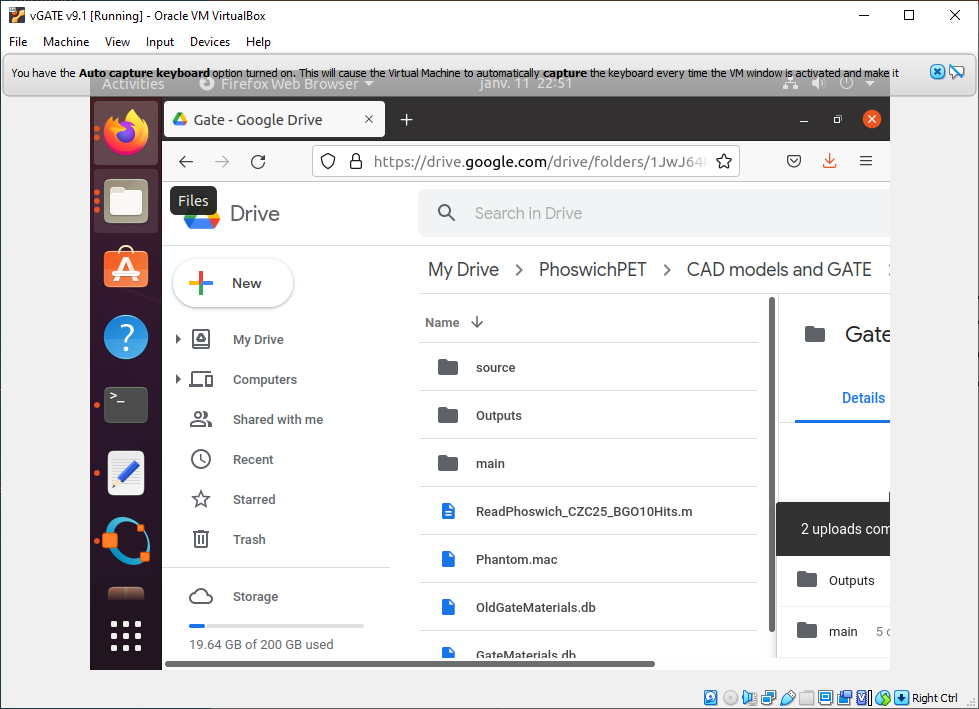 vGATE v9.1 [Running] - Oracle VM VirtualBox
File Machine View Input Devices Help
You have the Auto capture keyboard option turned on. This will cause the Virtual Machine to automatically capture the keyboard every time the VM window is activated and make it
Activities Firefox Web Browser janv. 11 22:51
Gate - Google Drive
https://drive.google.com/drive/folders/1JwJ64
Files
Drive
Search in Drive
My Drive > PhoswichPET > CAD models and GATE
New
Name
Gate
My Drive
source
Computers
Details
Outputs
Shared with me
Recent
main
Starred
ReadPhoswich_CZC25_BGO10Hits.m
2 uploads com
Trash
Phantom.mac
Outputs
Storage
OldGateMaterials.db
main 5 c
19.64 GB of 200 GB used
GateMaterials.db
Right Ctrl